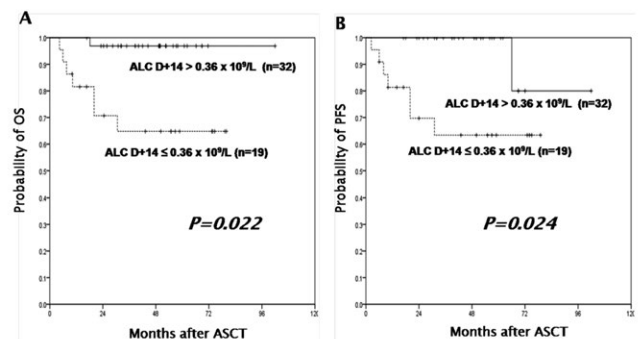 A
Probability of OS
1.0
0.9
0.8
0.7
0.6
0.5
0.4
0.3
0.2
0.1
0.0
ALC D+14 > 0.36 x 10⁹/L (n=32)
ALC D+14 ≤ 0.36 x 10⁹/L (n=19)
P=0.022
0 24 48 72 96 120
Months after ASCT
B
Probability of PFS
1.0
0.9
0.8
0.7
0.6
0.5
0.4
0.3
0.2
0.1
0.0
ALC D+14 > 0.36 x 10⁹/L (n=32)
ALC D+14 ≤ 0.36 x 10⁹/L (n=19)
P=0.024
0 24 48 72 96 120
Months after ASCT